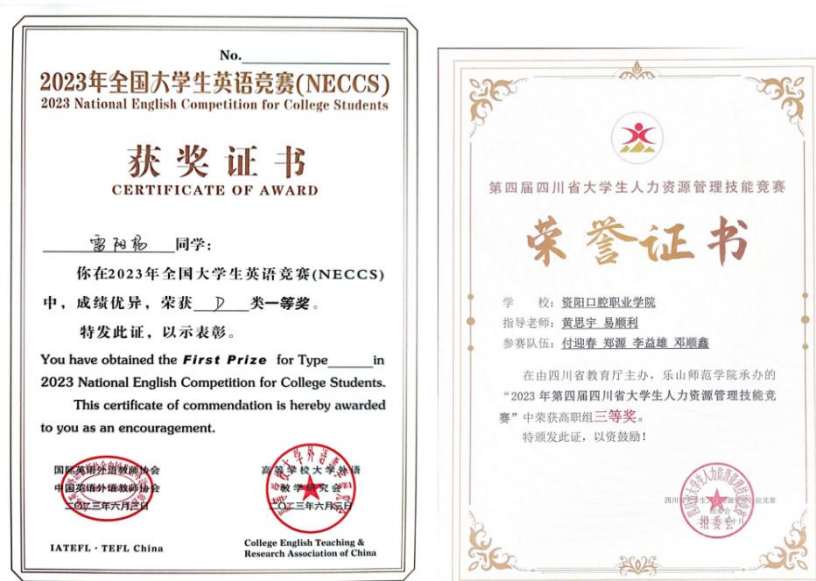 No.
2023年全国大学生英语竞赛(NECCS)
2023 National English Competition for College Students
获奖证书
CERTIFICATE OF AWARD
雷阳杨 同学:
你在2023年全国大学生英语竞赛(NECCS)
中，成绩优异，荣获 D 类一等奖。
特发此证，以示表彰。
You have obtained the First Prize for Type in
2023 National English Competition for College Students.
This certificate of commendation is hereby awarded
to you as an encouragement.
国际英语外语教师协会
中国英语外语教师协会
二〇二三年六月三日
IATEFL · TEFL China
高等学校大学外语
教学研究会
二〇二三年六月三日
College English Teaching &
Research Association of China
第四届四川省大学生人力资源管理技能竞赛
荣誉证书
学 校：资阳口腔职业学院
指导老师：黄思宇 易顺利
参赛队伍：付迎春 郑源 李益雄 邓顺鑫
在由四川省教育厅主办，乐山师范学院承办的
“2023 年第四届四川省大学生人力资源管理技能竞
赛”中荣获高职组三等奖。
特颁发此证，以资鼓励！